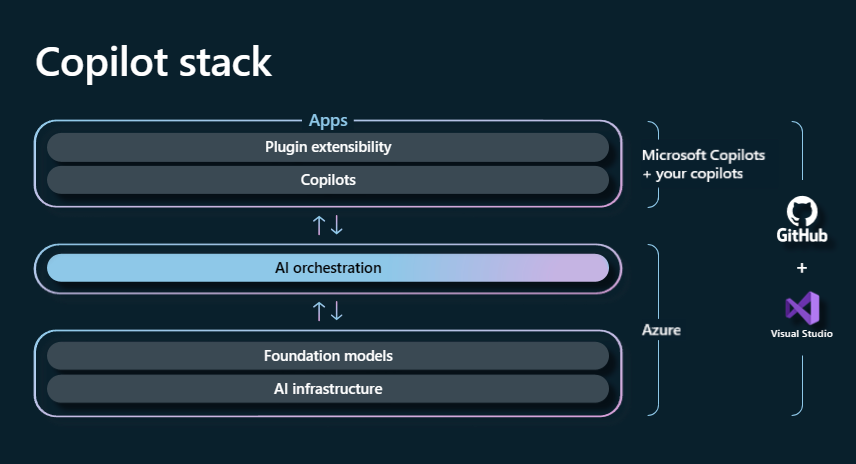 Copilot stack
Apps
Plugin extensibility
Copilots
Microsoft Copilots
+ your copilots
AI orchestration
Foundation models
AI infrastructure
Azure
GitHub
+
Visual Studio